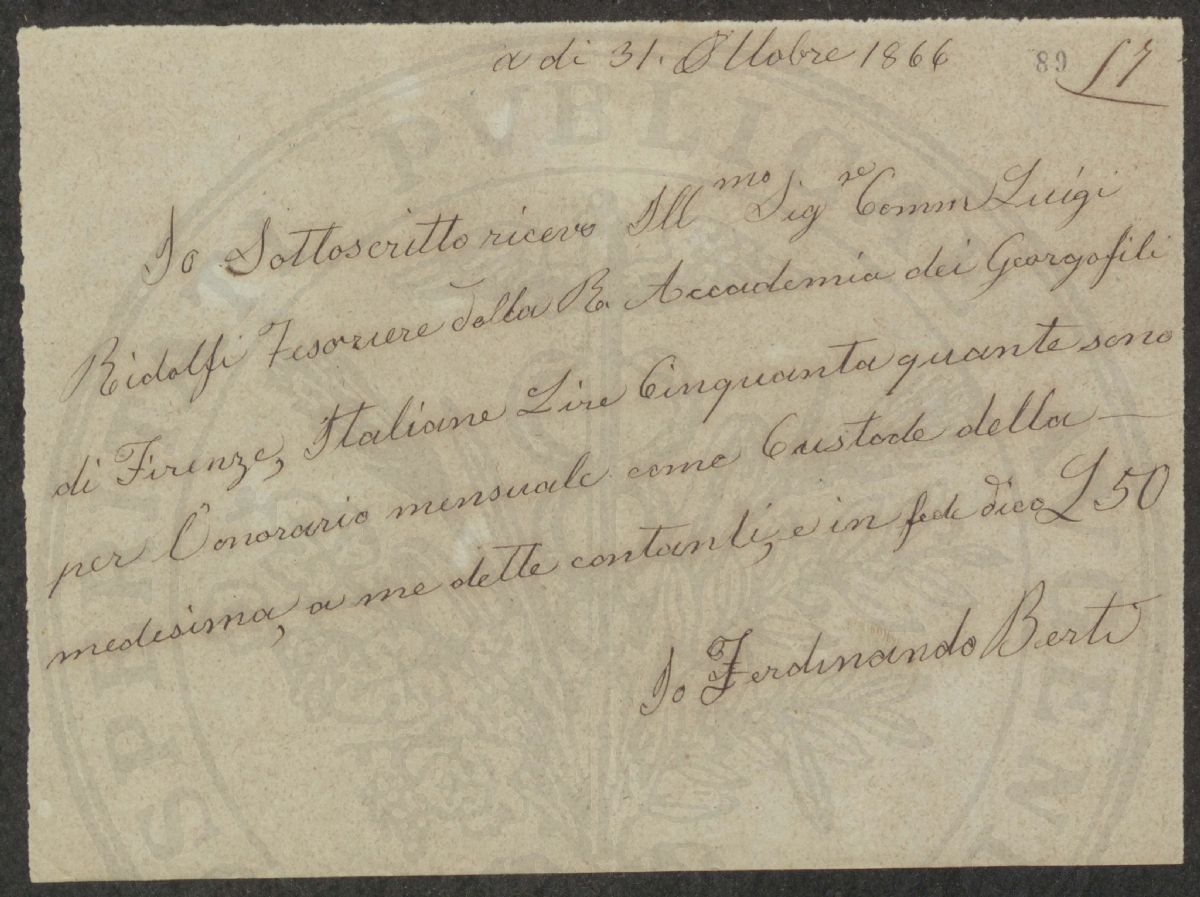 a di 31. Ottobre 1866 89 17
Io Sottoscritto ricevo Ill.mo Sig.re Comm Luigi
Ridolfi Tesoriere della R. Accademia dei Georgofili
di Firenze, Italiane Lire Cinquanta quante sono
per l'onorario mensuale come Custode della —
medesima, a me dette contanti, e in fede dico L 50
Io Ferdinando Berti